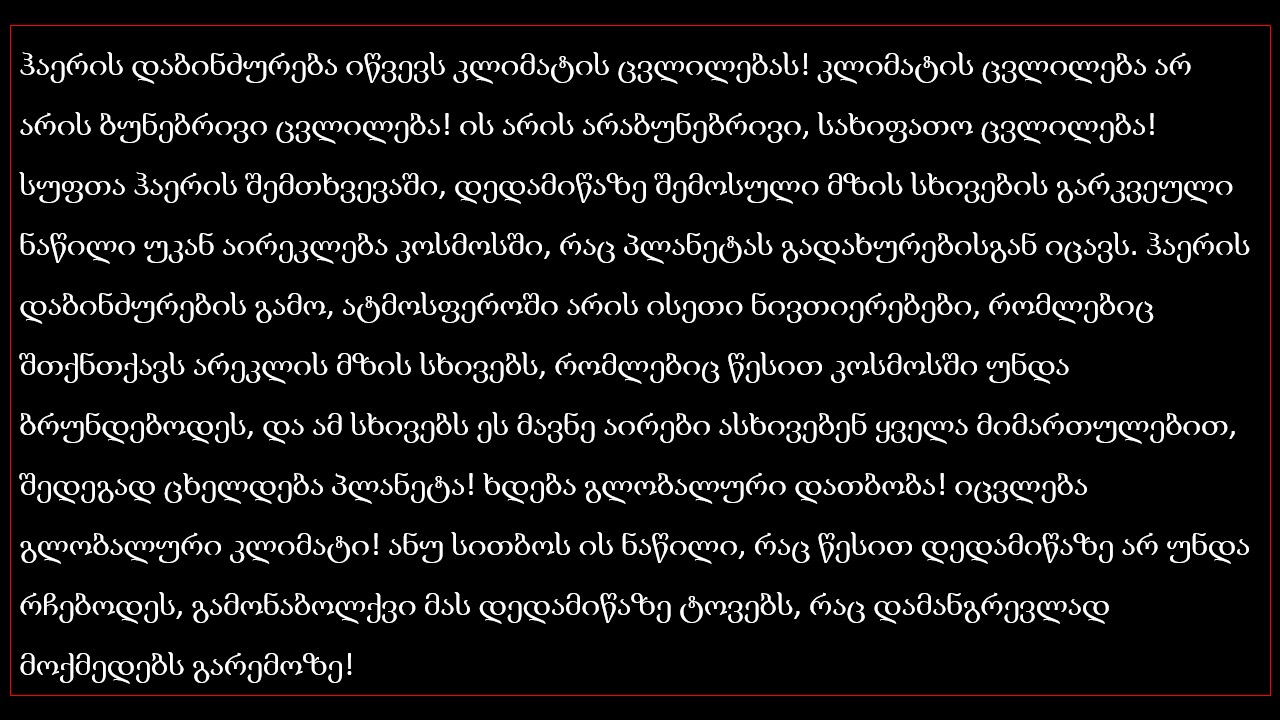 ჰაერის დაბინძურება იწვევს კლიმატის ცვლილებას! კლიმატის ცვლილება არ
არის ბუნებრივი ცვლილება! ის არის არაბუნებრივი, სახიფათო ცვლილება!
სუფთა ჰაერის შემთხვევაში, დედამიწაზე შემოსული მზის სხივების გარკვეული
ნაწილი უკან აირეკლება კოსმოსში, რაც პლანეტას გადახურებისგან იცავს. ჰაერის
დაბინძურების გამო, ატმოსფეროში არის ისეთი ნივთიერებები, რომლებიც
შთქნთქავს არეკლის მზის სხივებს, რომლებიც წესით კოსმოსში უნდა
ბრუნდებოდეს, და ამ სხივებს ეს მავნე აირები ასხივებენ ყველა მიმართულებით,
შედეგად ცხელდება პლანეტა! ხდება გლობალური დათბობა! იცვლება
გლობალური კლიმატი! ანუ სითბოს ის ნაწილი, რაც წესით დედამიწაზე არ უნდა
რჩებოდეს, გამონაბოლქვი მას დედამიწაზე ტოვებს, რაც დამანგრევლად
მოქმედებს გარემოზე!